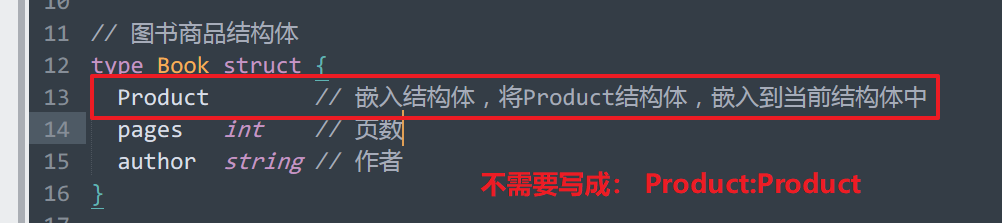 10
11 // 图书商品结构体
12 type Book struct {
13 Product // 嵌入结构体，将Product结构体，嵌入到当前结构体中
14 pages int // 页数
15 author string // 作者
16 }
不需要写成： Product:Product
17